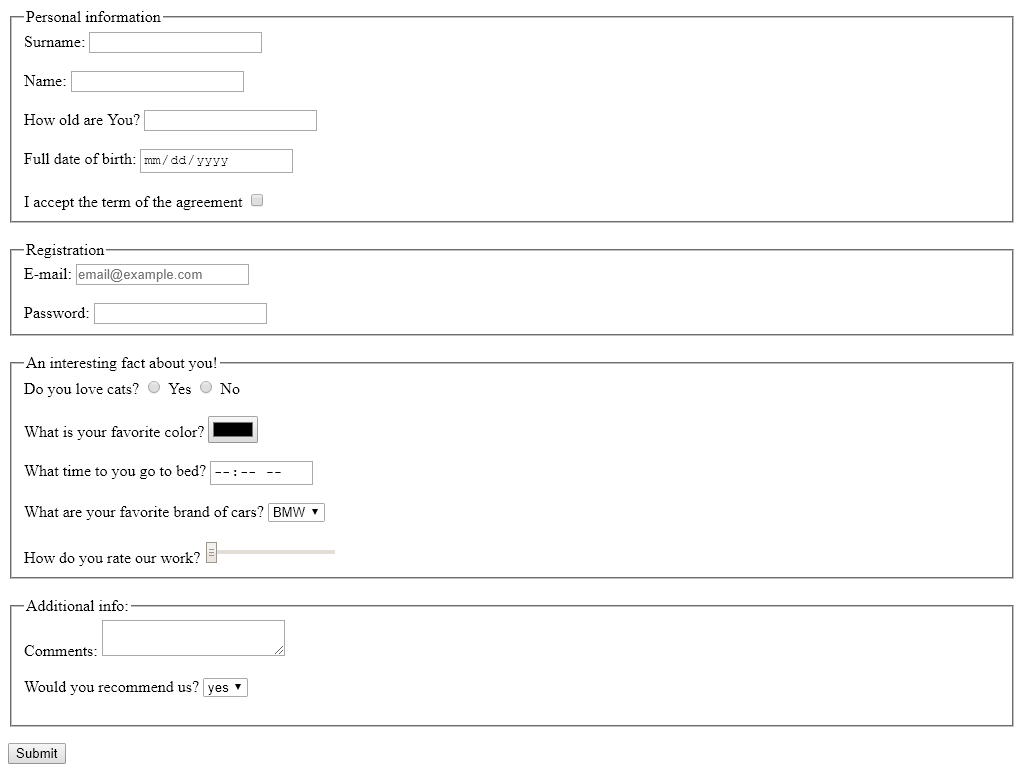 Personal information
Surname:
Name:
How old are You?
Full date of birth: mm/dd/yyyy
I accept the term of the agreement
Registration
E-mail: email@example.com
Password:
An interesting fact about you!
Do you love cats? Yes No
What is your favorite color?
What time to you go to bed? --:-- --
What are your favorite brand of cars? BMW
How do you rate our work?
Additional info:
Comments:
Would you recommend us? yes
Submit